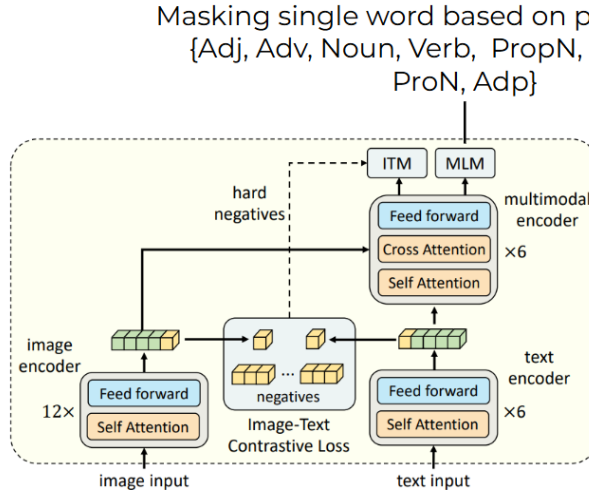 Masking single word based on p
{Adj, Adv, Noun, Verb, PropN,
ProN, Adp}
ITM
MLM
hard
negatives
multimodal
encoder
Feed forward
Cross Attention
×6
Self Attention
image
encoder
text
encoder
Feed forward
12×
Self Attention
...
negatives
Image-Text
Contrastive Loss
Feed forward
×6
Self Attention
image input
text input